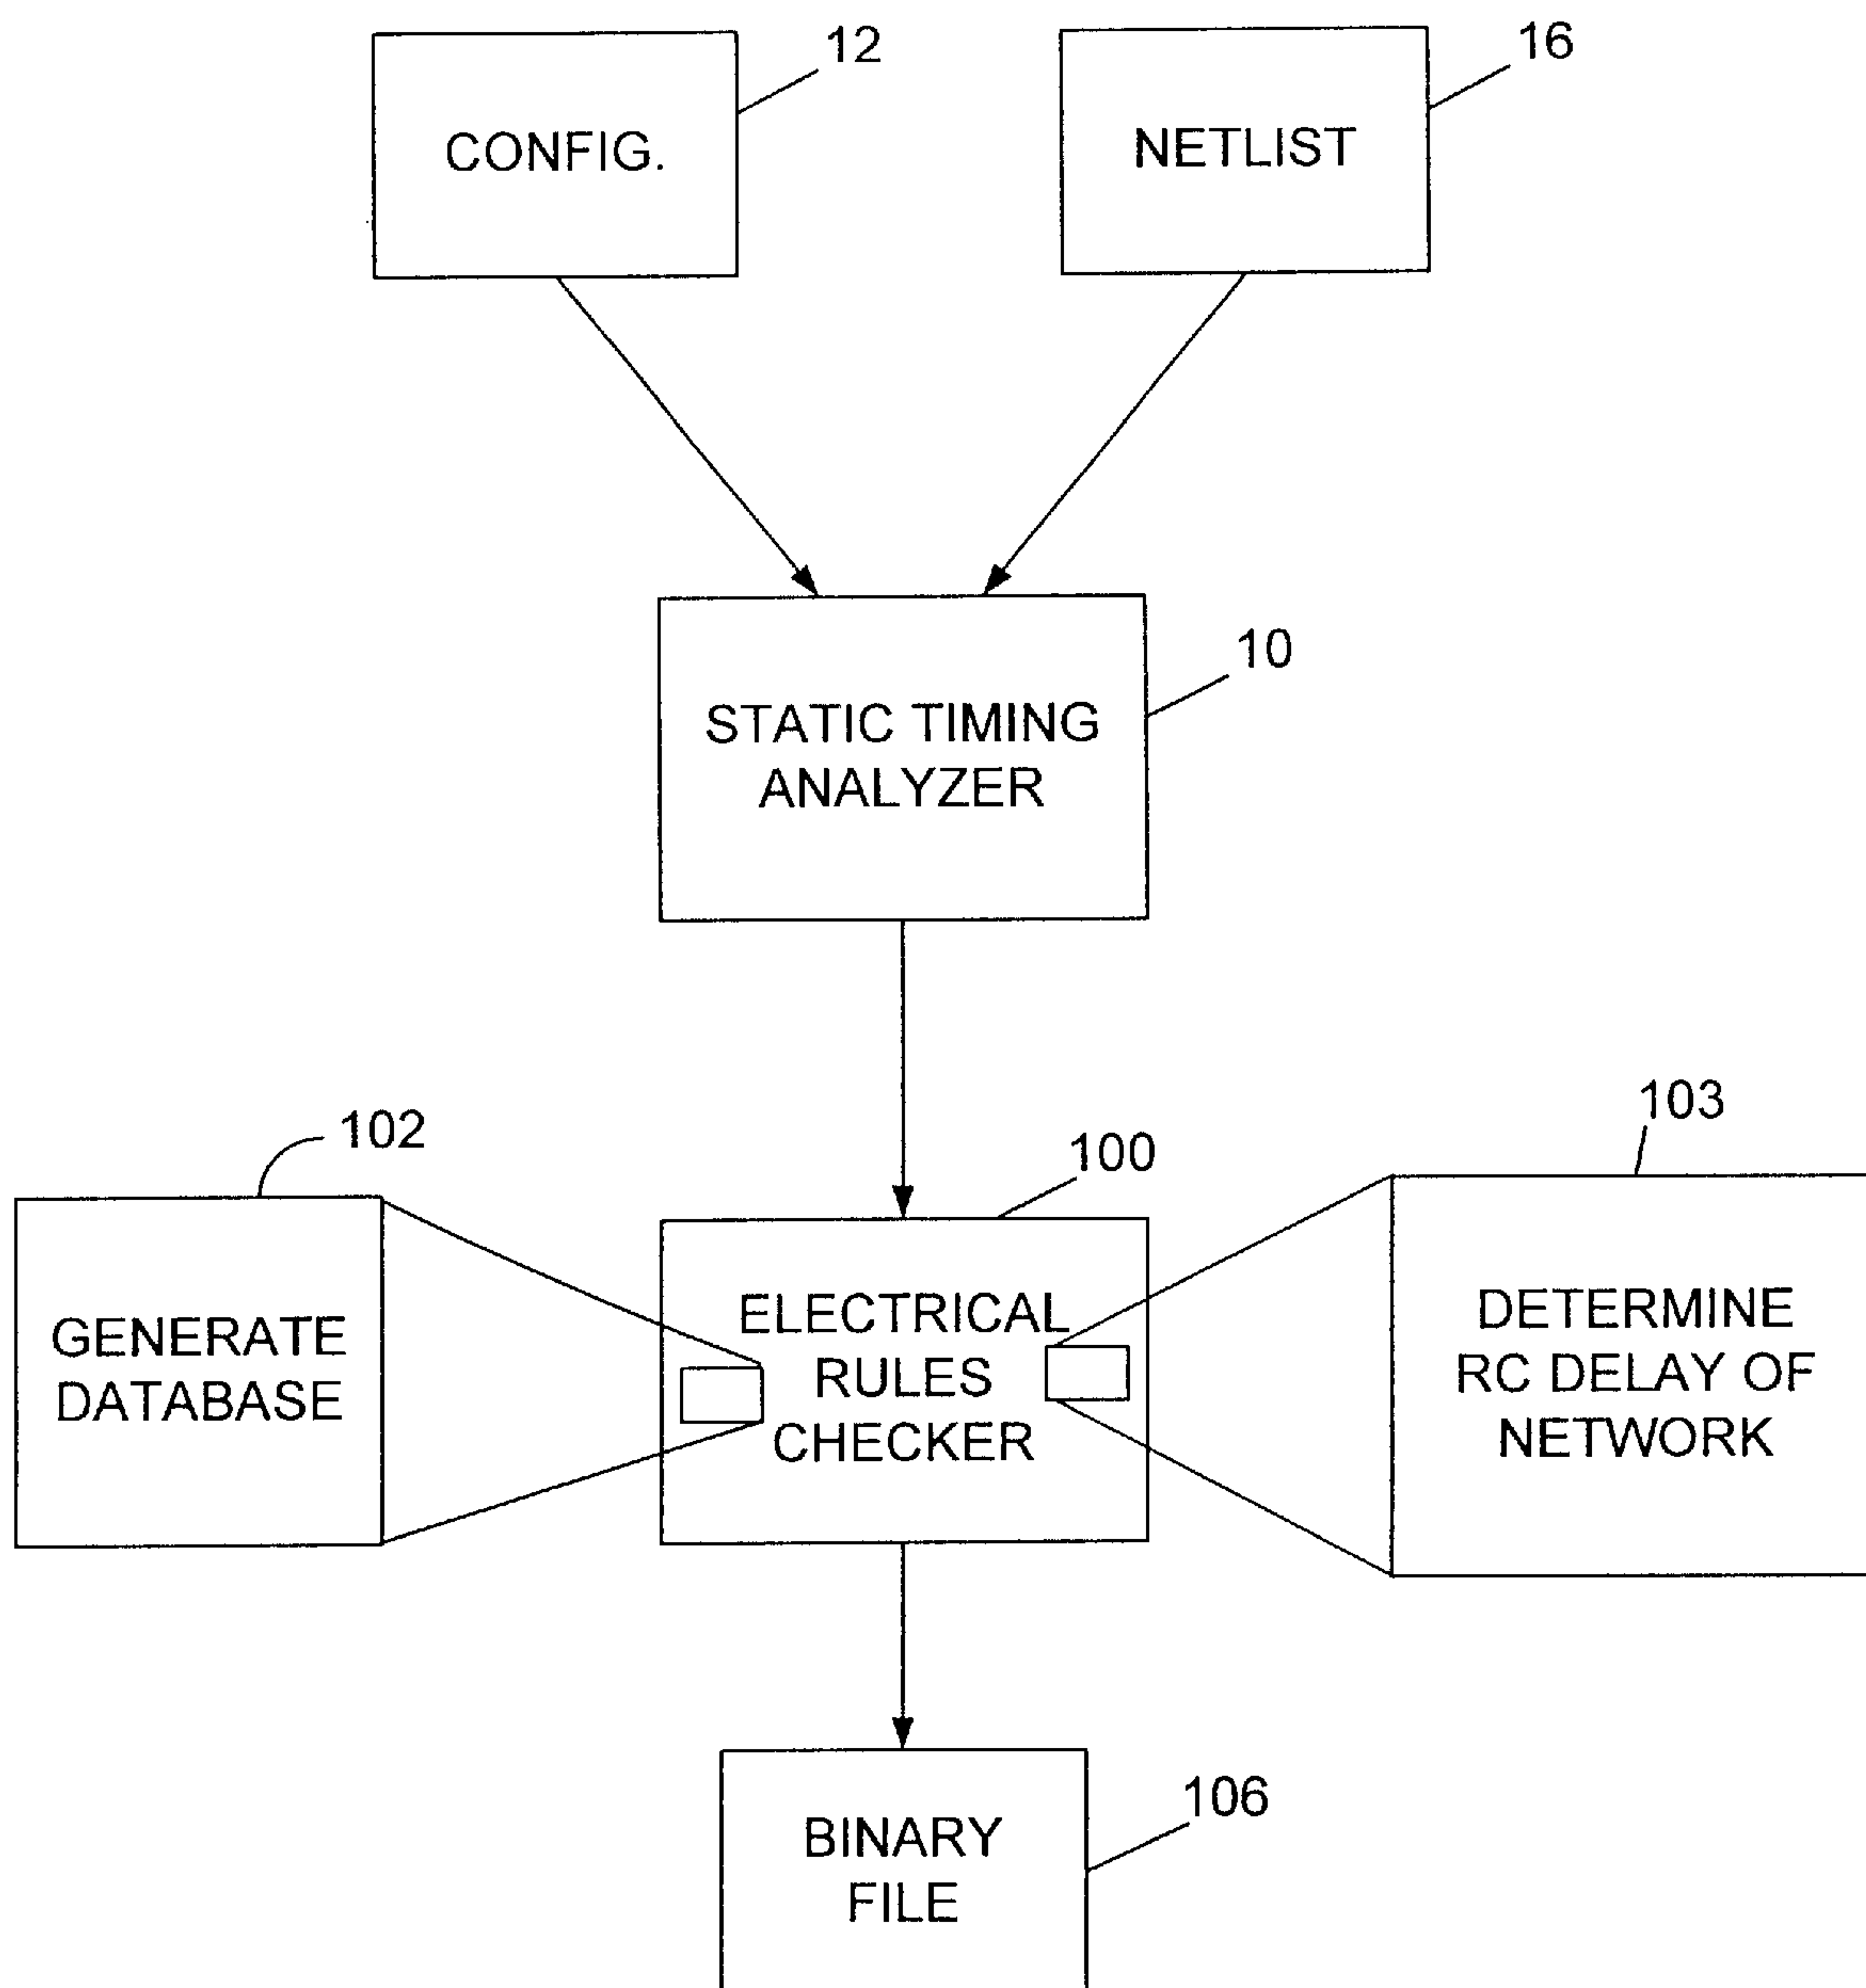 12
16
CONFIG.
NETLIST
10
STATIC TIMING
ANALYZER
102
100
103
GENERATE
DATABASE
ELECTRICAL
RULES
CHECKER
DETERMINE
RC DELAY OF
NETWORK
106
BINARY
FILE